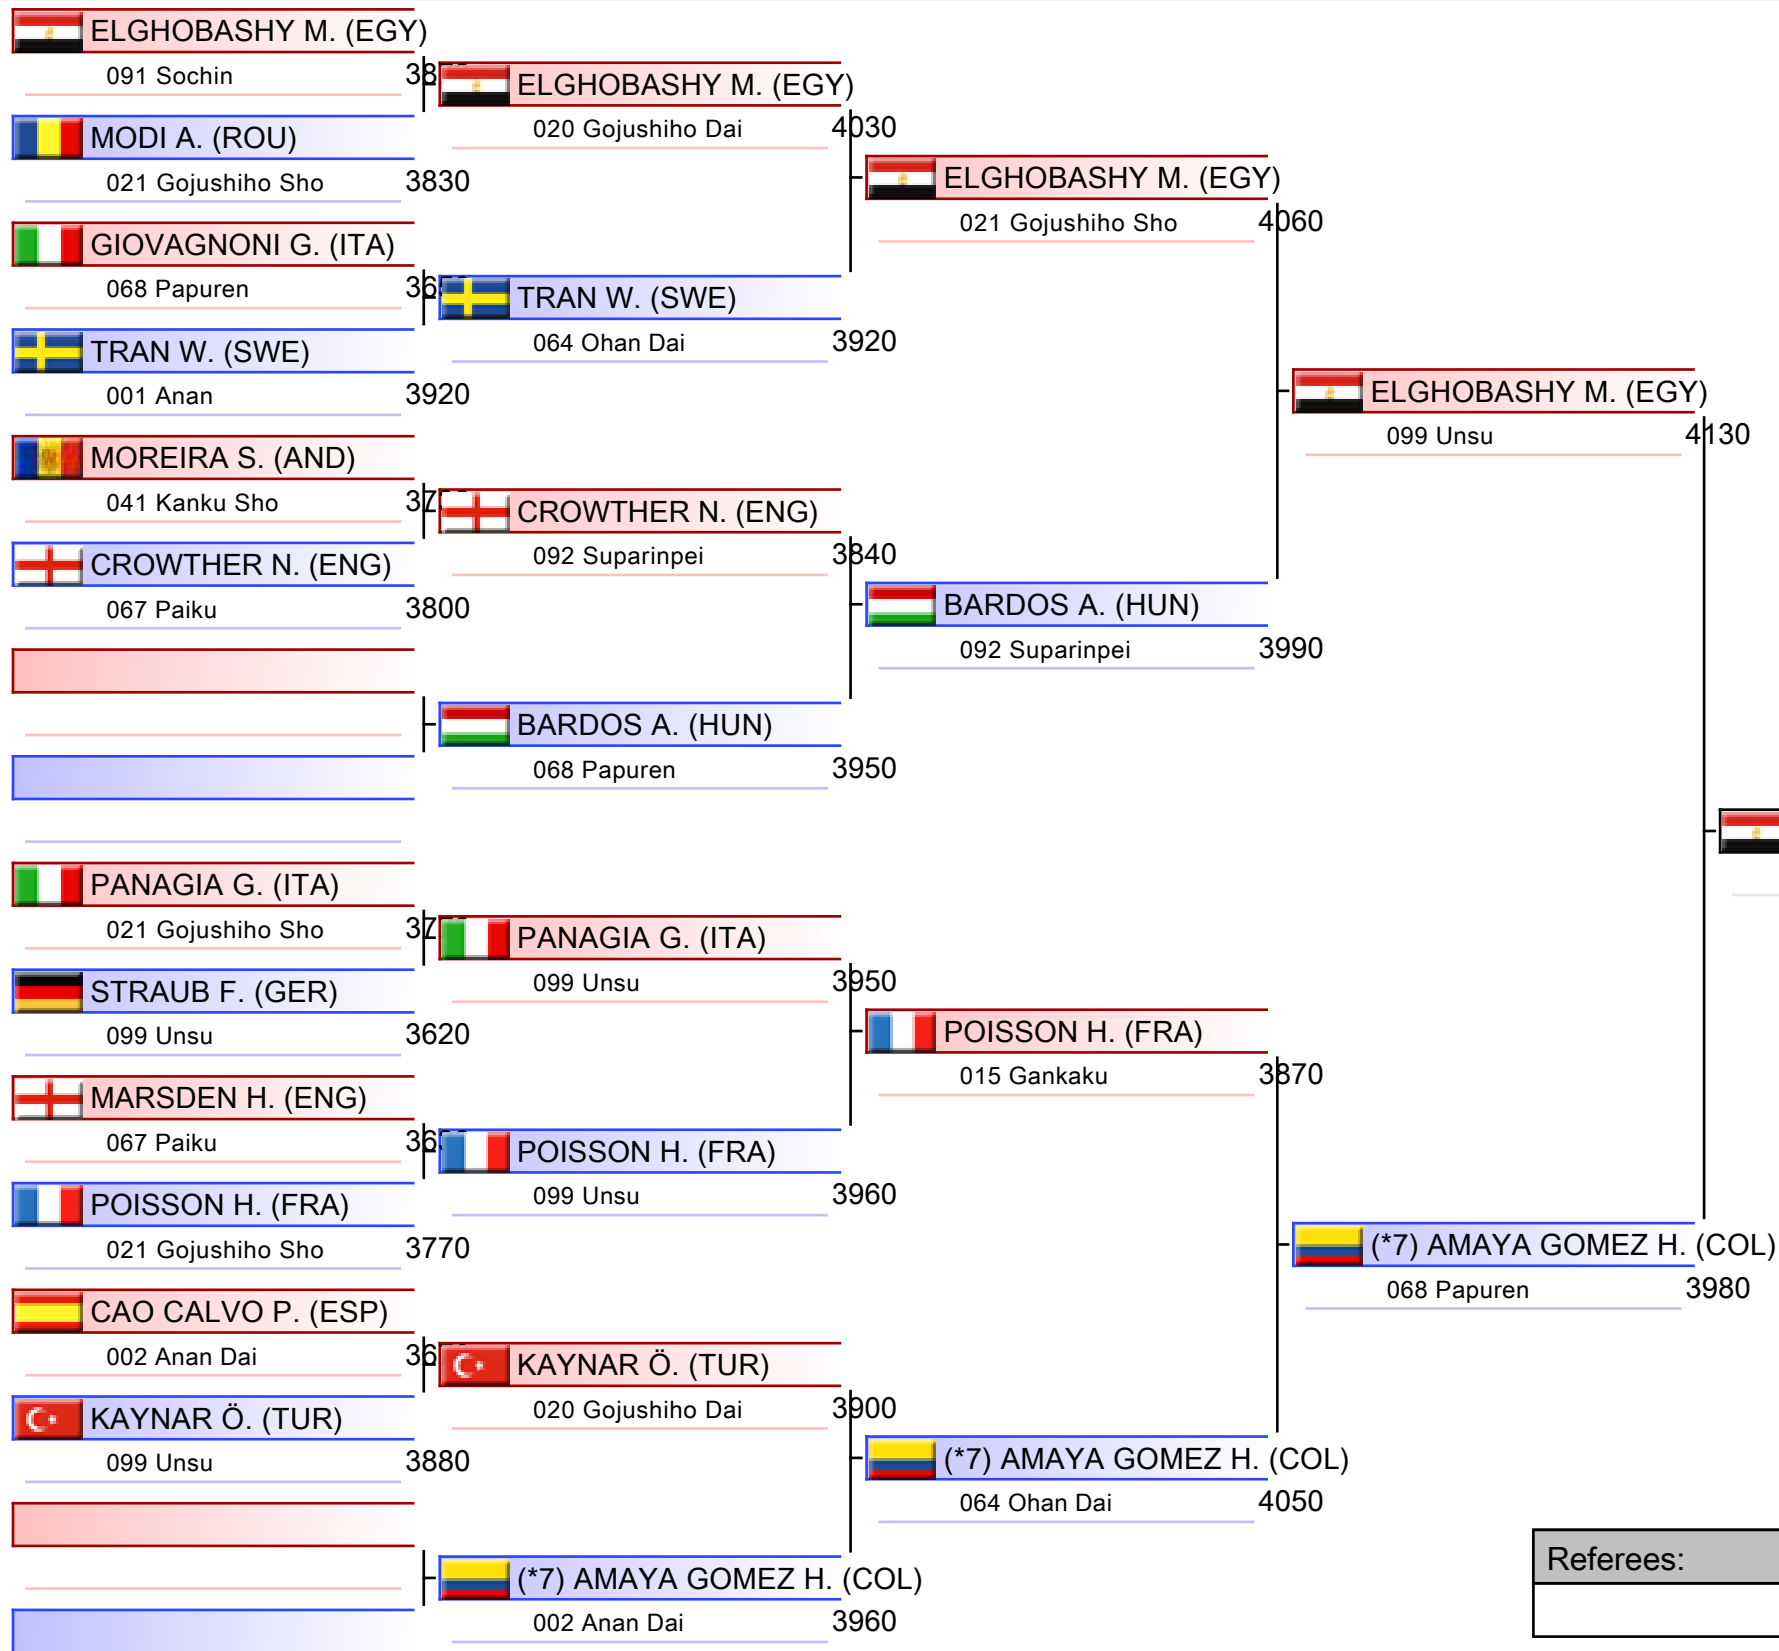 ELGHOBASHY M. (EGY)
091 Sochin
MODI A. (ROU)
021 Gojushiho Sho 3830
GIOVAGNONI G. (ITA)
068 Papuren
TRAN W. (SWE)
001 Anan 3920
MOREIRA S. (AND)
041 Kanku Sho
CROWTHER N. (ENG)
067 Paiku 3800
PANAGIA G. (ITA)
021 Gojushiho Sho
STRAUB F. (GER)
099 Unsu 3620
MARSDEN H. (ENG)
067 Paiku
POISSON H. (FRA)
021 Gojushiho Sho 3770
CAO CALVO P. (ESP)
002 Anan Dai
KAYNAR Ö. (TUR)
099 Unsu 3880
ELGHOBASHY M. (EGY)
020 Gojushiho Dai 4030
TRAN W. (SWE)
064 Ohan Dai 3920
CROWTHER N. (ENG)
092 Suparinpei 3840
BARDOS A. (HUN)
068 Papuren 3950
PANAGIA G. (ITA)
099 Unsu 3950
POISSON H. (FRA)
099 Unsu 3960
KAYNAR Ö. (TUR)
020 Gojushiho Dai 3900
(*7) AMAYA GOMEZ H. (COL)
002 Anan Dai 3960
ELGHOBASHY M. (EGY)
021 Gojushiho Sho 4060
BARDOS A. (HUN)
092 Suparinpei 3990
POISSON H. (FRA)
015 Gankaku 3870
(*7) AMAYA GOMEZ H. (COL)
064 Ohan Dai 4050
ELGHOBASHY M. (EGY)
099 Unsu 4130
(*7) AMAYA GOMEZ H. (COL)
068 Papuren 3980
Referees: